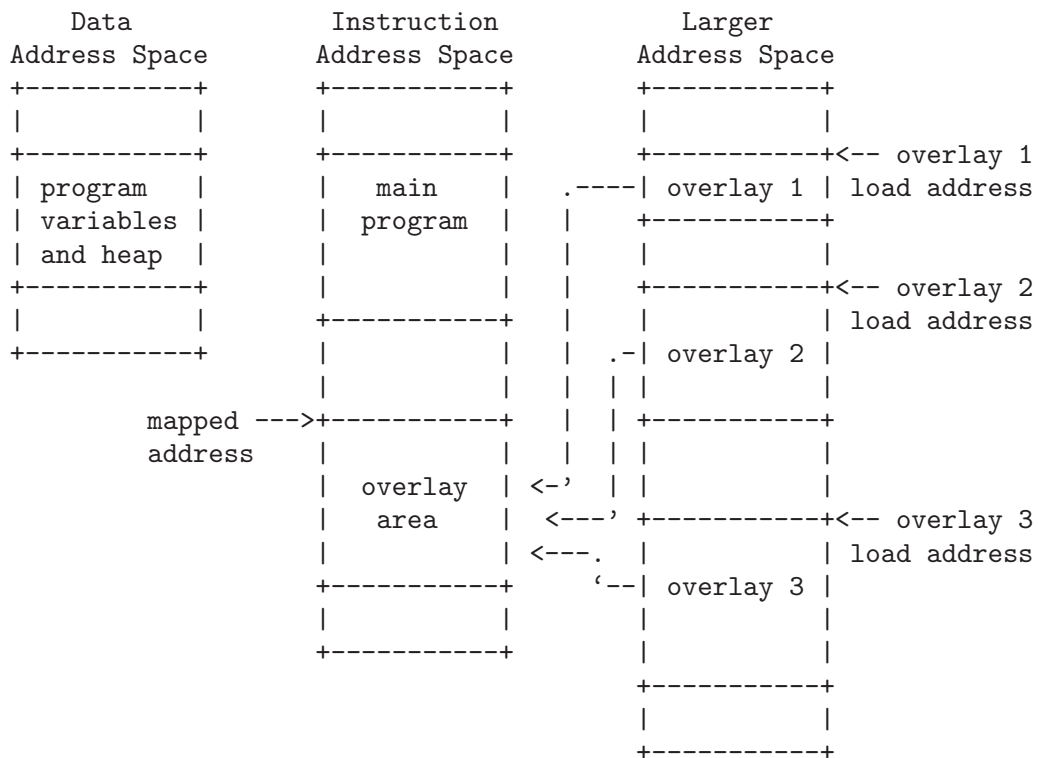 Data             Instruction            Larger
Address Space       Address Space       Address Space
+-----------+       +-----------+       +-----------+
|           |       |           |       |           |
+-----------+       +-----------+       +-----------+<-- overlay 1
| program   |       |   main    |   .----| overlay 1 | load address
| variables |       |  program  |   |    +-----------+
| and heap  |       |           |   |    |           |
+-----------+       |           |   |    +-----------+<-- overlay 2
|           |       +-----------+   |    |           | load address
+-----------+       |           |   |  .-| overlay 2 |
                    |           |   |  | |           |
         mapped --->+-----------+   |  | +-----------+
         address    |           |   |  | |           |
                    |  overlay  | <-'  | |           |
                    |   area    |  <---' +-----------+<-- overlay 3
                    |           | <---.  |           | load address
                    +-----------+     ‘--| overlay 3 |
                    |           |        |           |
                    +-----------+        |           |
                                         +-----------+
                                         |           |
                                         +-----------+